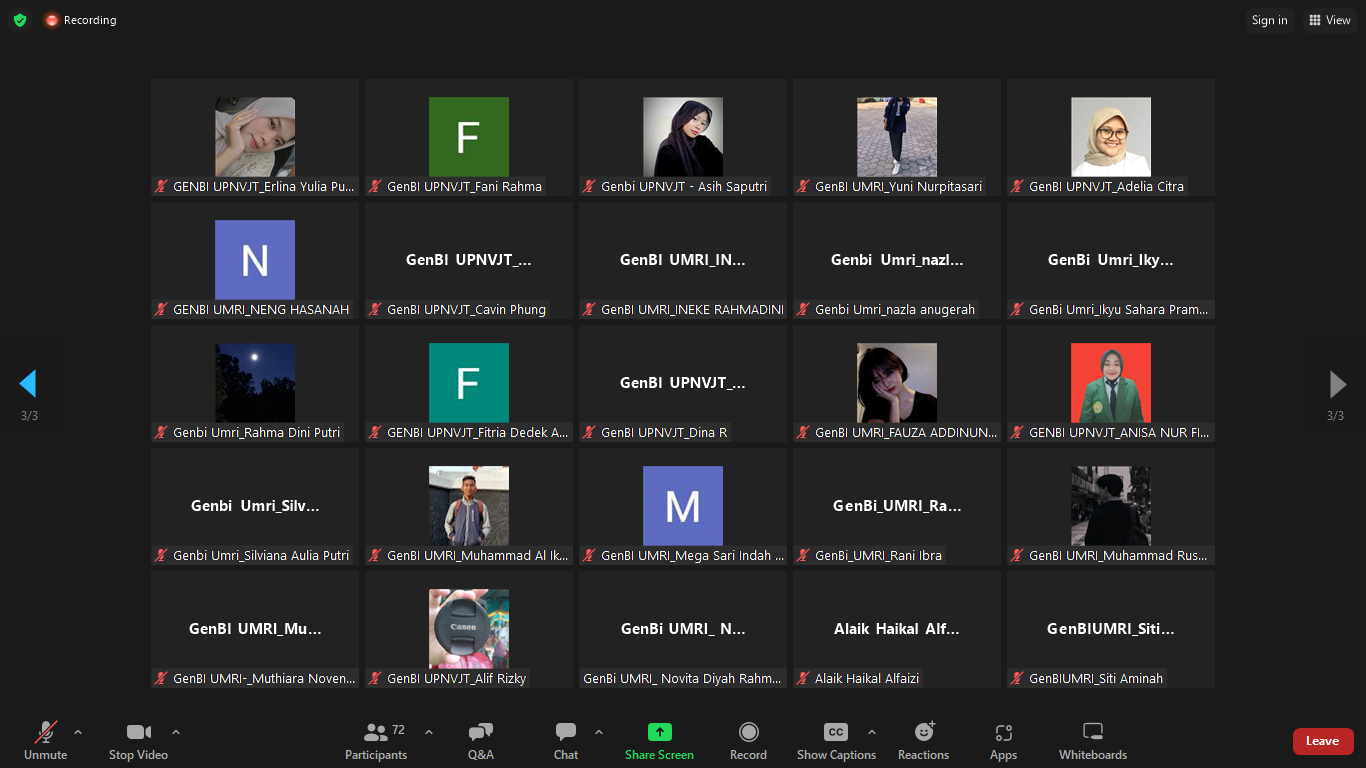 Recording
Sign in
View
GENBI UPNVJT_Erlina Yulia Pu...
F
GenBI UPNVJT_Fani Rahma
Genbi UPNVJT - Asih Saputri
GenBI UMRI_Yuni Nurpitasari
GenBI UPNVJT_Adelia Citra
N
GENBI UMRI_NENG HASANAH
GenBI UPNVJT_...
GenBI UPNVJT_Cavin Phung
GenBI UMRI_IN...
GenBI UMRI_INEKE RAHMADINI
Genbi Umri_nazl...
Genbi Umri_nazla anugerah
GenBi Umri_Iky...
GenBi Umri_Ikyu Sahara Pram...
3/3
Genbi Umri_Rahma Dini Putri
F
GENBI UPNVJT_Fitria Dedek A...
GenBI UPNVJT_...
GenBI UPNVJT_Dina R
GenBI UMRI_FAUZA ADDINUN...
GENBI UPNVJT_ANISA NUR FI...
3/3
Genbi Umri_Silv...
Genbi Umri_Silviana Aulia Putri
GenBI UMRI_Muhammad Al Ik...
M
GenBI UMRI_Mega Sari Indah ...
GenBi_UMRI_Ra...
GenBi_UMRI_Rani Ibra
GenBI UMRI_Muhammad Rus...
GenBI UMRI_Mu...
GenBI UMRI-_Muthiara Noven...
Canon
GenBI UPNVJT_Alif Rizky
GenBi UMRI_ N...
GenBi UMRI_ Novita Diyah Rahm...
Alaik Haikal Alf...
Alaik Haikal Alfaizi
GenBIUMRI_Siti...
GenBIUMRI_Siti Aminah
Unmute
Stop Video
72
Participants
Q&A
Chat
Share Screen
Record
CC
Show Captions
Reactions
Apps
Whiteboards
Leave